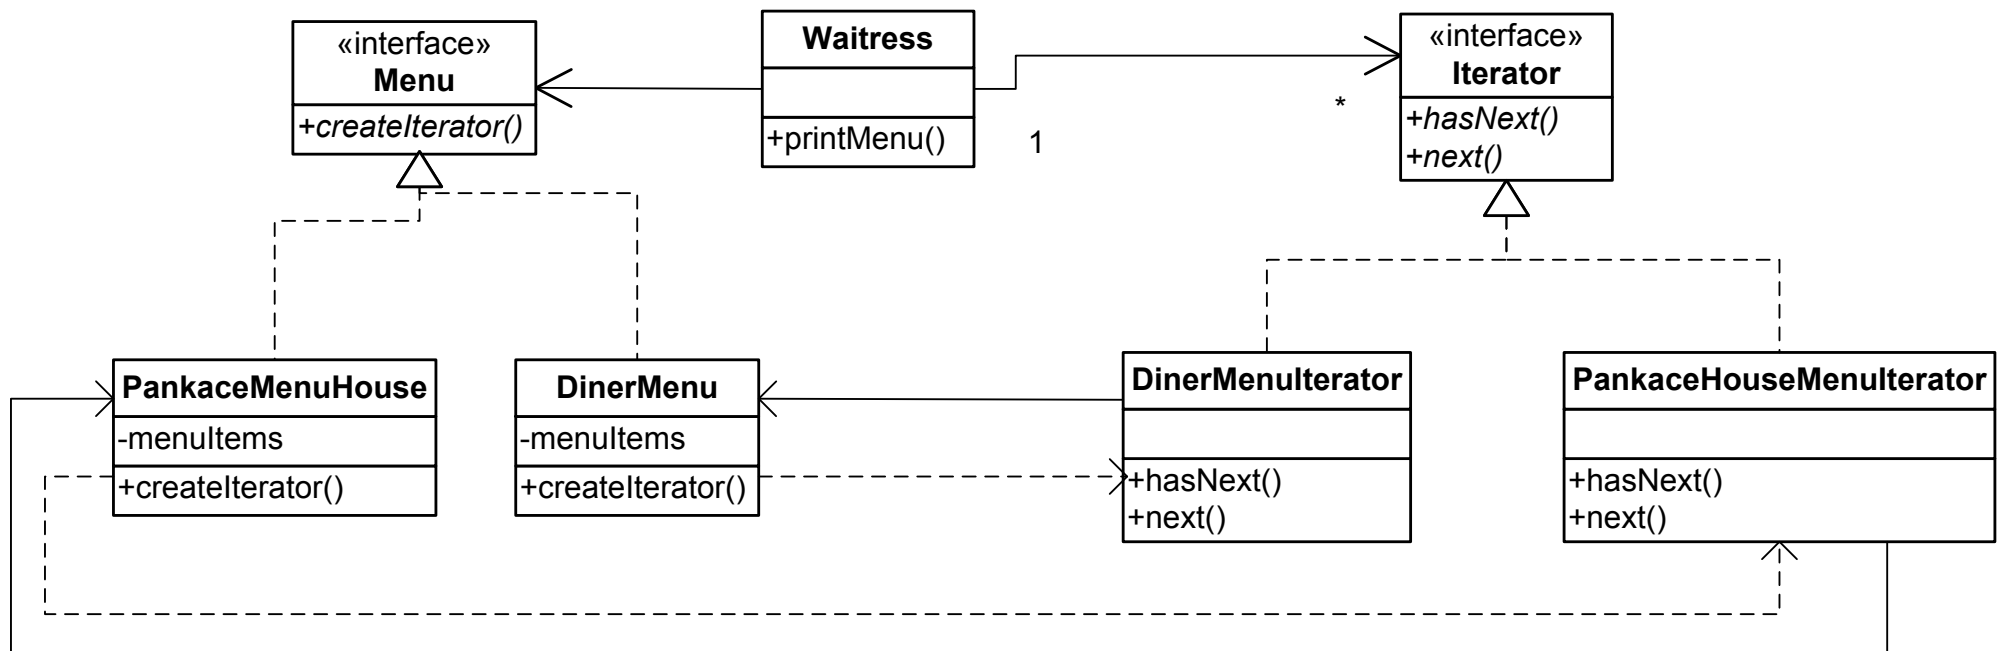 «interface»
Menu
+createIterator()
Waitress
+printMenu()
1
*
«interface»
Iterator
+hasNext()
+next()
PankaceMenuHouse
-menuItems
+createIterator()
DinerMenu
-menuItems
+createIterator()
DinerMenuIterator
+hasNext()
+next()
PankaceHouseMenuIterator
+hasNext()
+next()